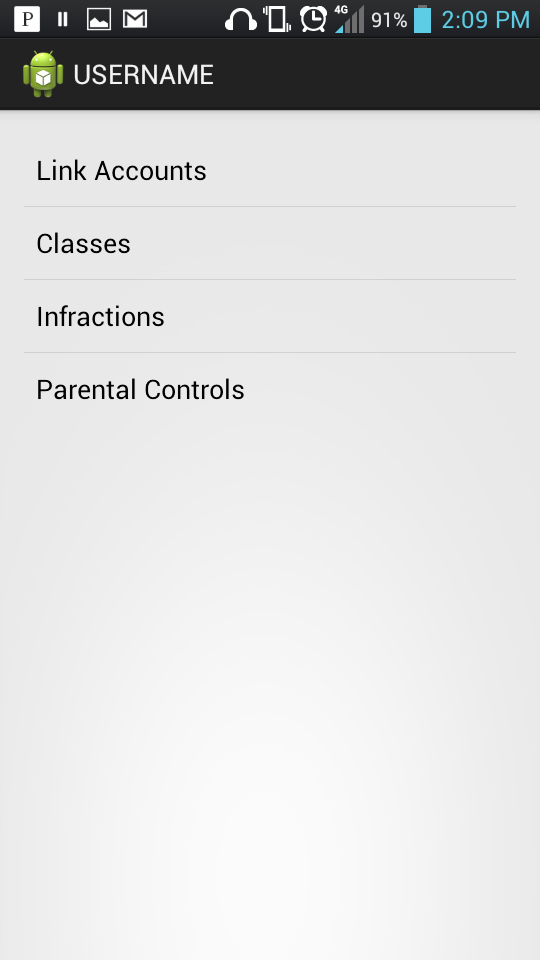 P 4G 91% 2:09 PM
USERNAME
Link Accounts
Classes
Infractions
Parental Controls